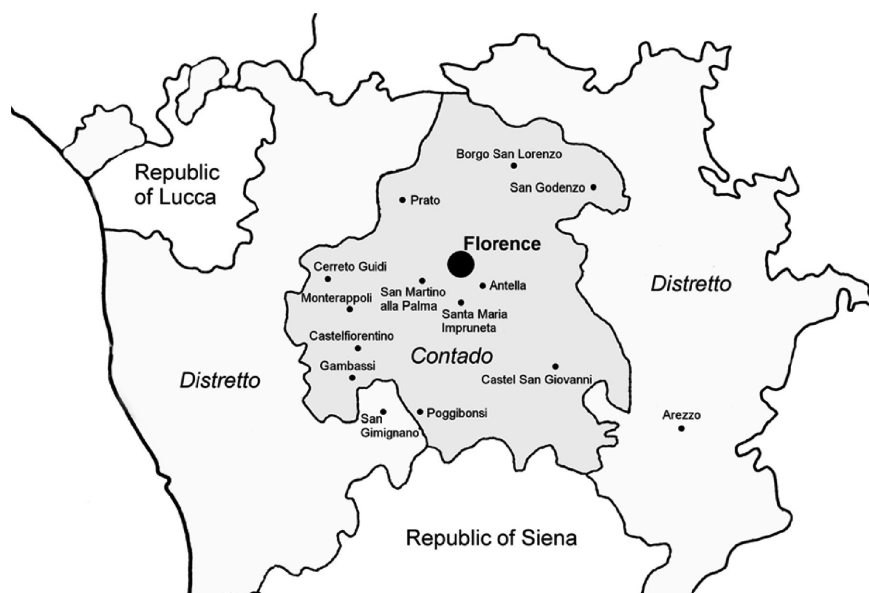 Borgo San Lorenzo
Republic
of Lucca
San Godenzo
Prato
Florence
Cerreto Guidi
Antella
Distretto
San Martino
alla Palma
Monterappoli
Santa Maria
Impruneta
Castelfiorentino
Contado
Gambassi
Castel San Giovanni
Distretto
San
Gimignano
Poggibonsi
Arezzo
Republic of Siena